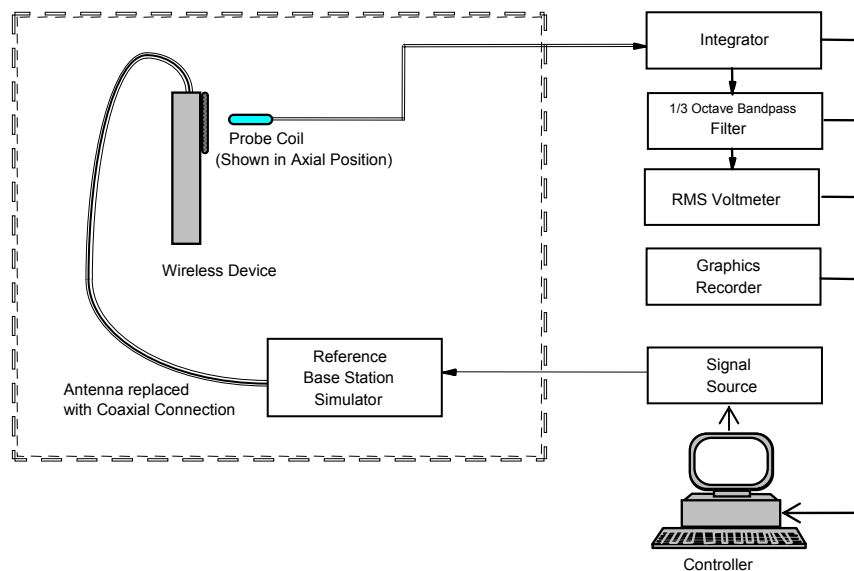 Integrator
1/3 Octave Bandpass
Filter
RMS Voltmeter
Graphics
Recorder
Signal
Source
Controller
Probe Coil
(Shown in Axial Position)
Wireless Device
Reference
Base Station
Simulator
Antenna replaced
with Coaxial Connection